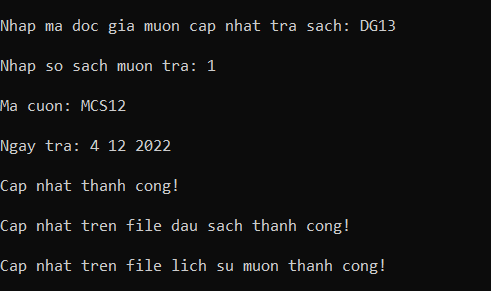 Nhap ma doc gia muon cap nhat tra sach: DG13
Nhap so sach muon tra: 1
Ma cuon: MCS12
Ngay tra: 4 12 2022
Cap nhat thanh cong!
Cap nhat tren file dau sach thanh cong!
Cap nhat tren file lich su muon thanh cong!